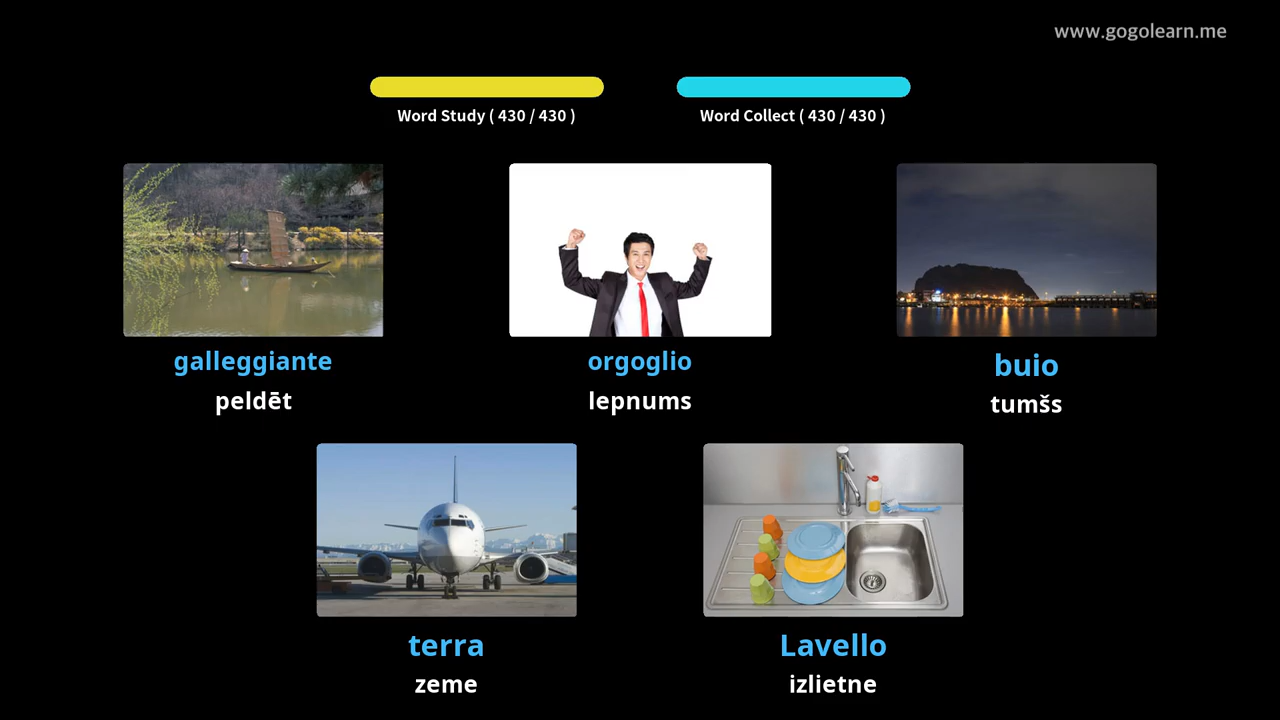 www.gogolearn.me
Word Study ( 430 / 430 )
Word Collect ( 430 / 430 )
galleggiante
peldēt
orgoglio
lepnums
buio
tumšs
terra
zeme
Lavello
izlietne